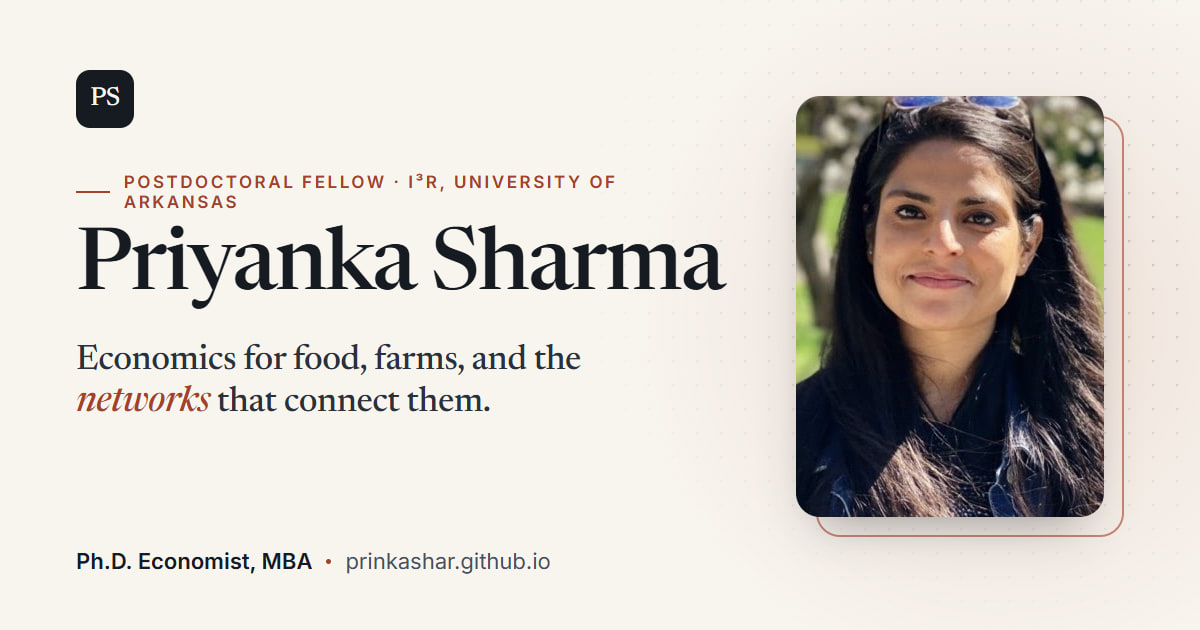 PS
POSTDOCTORAL FELLOW · I³R, UNIVERSITY OF
ARKANSAS
Priyanka Sharma
Economics for food, farms, and the
networks that connect them.
Ph.D. Economist, MBA • prinkashar.github.io